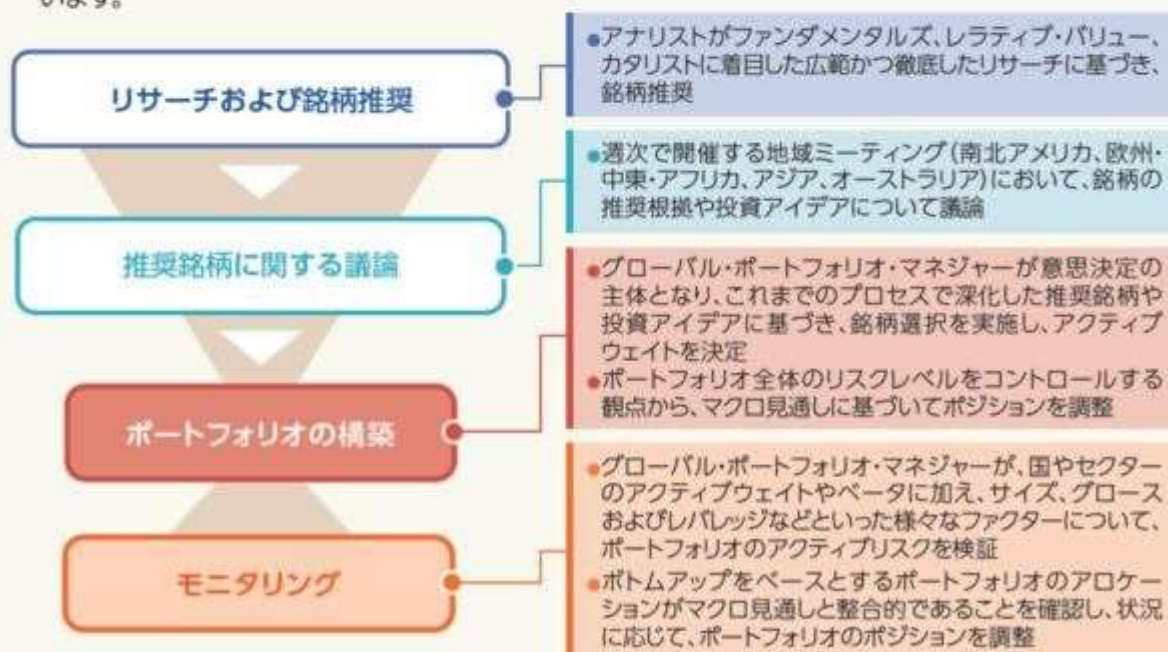 います。
リサーチおよび銘柄推奨
●アナリストがファンダメンタルズ、レラティブ・バリュー、
カタリストに着目した広範かつ徹底したリサーチに基づき、
銘柄推奨
推奨銘柄に関する議論
●週次で開催する地域ミーティング(南北アメリカ、欧州・
中東・アフリカ、アジア、オーストラリア)において、銘柄の
推奨根拠や投資アイデアについて議論
ポートフォリオの構築
●グローバル・ポートフォリオ・マネジャーが意思決定の
主体となり、これまでのプロセスで深化した推奨銘柄や
投資アイデアに基づき、銘柄選択を実施し、アクティブ
ウェイトを決定
●ポートフォリオ全体のリスクレベルをコントロールする
観点から、マクロ見通しに基づいてポジションを調整
モニタリング
●グローバル・ポートフォリオ・マネジャーが、国やセクター
のアクティブウェイトやベータに加え、サイズ、グロース
およびレバレッジなどといった様々なファクターについて、
ポートフォリオのアクティブリスクを検証
●ボトムアップをベースとするポートフォリオのアロケー
ションがマクロ見通しと整合的であることを確認し、状況
に応じて、ポートフォリオのポジションを調整